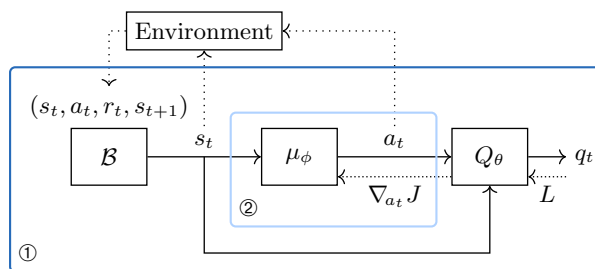 Environment
(s_t, a_t, r_t, s_{t+1})
s_t
a_t
ℬ
μ_ϕ
Q_θ
q_t
∇_{a_t} J
L
②
①